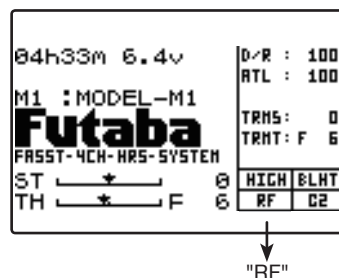 04h33m 6.4v
M1 :MODEL-M1
Futaba
FASST-4CH-HRS-SYSTEM
ST 0
TH F 6
D/R : 100
ATL : 100
TRMS: 0
TRMT: F 6
HIGH BLHT
RF C2
"RF"